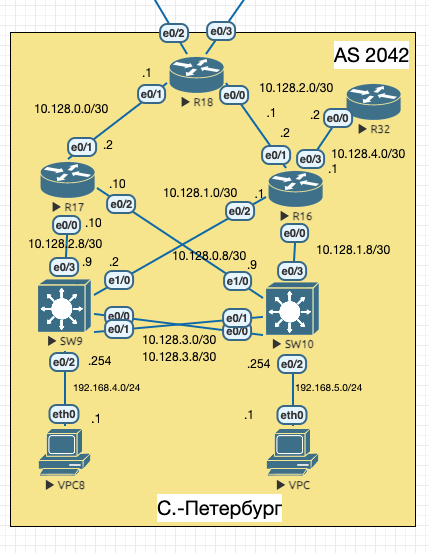 e0/2 e0/3
AS 2042
.1 R18
e0/1 e0/0 10.128.2.0/30
10.128.0.0/30 .1 .2 e0/0 R32
e0/1 .2 .2 10.128.4.0/30
e0/1 e0/3 .1
.10 10.128.1.0/30 .1
R17 e0/2 e0/2 R16
e0/0 .10 e0/0
10.128.2.8/30 10.128.0.8/30 10.128.1.8/30
.9 .2 .9
e0/3 e1/0 e1/0 e0/3
e0/0 e0/1
e0/1 e0/0
SW9 10.128.3.0/30 SW10
10.128.3.8/30
e0/2 .254 .254 e0/2
192.168.4.0/24 192.168.5.0/24
eth0 .1 .1 eth0
VPC8 VPC
С.-Петербург